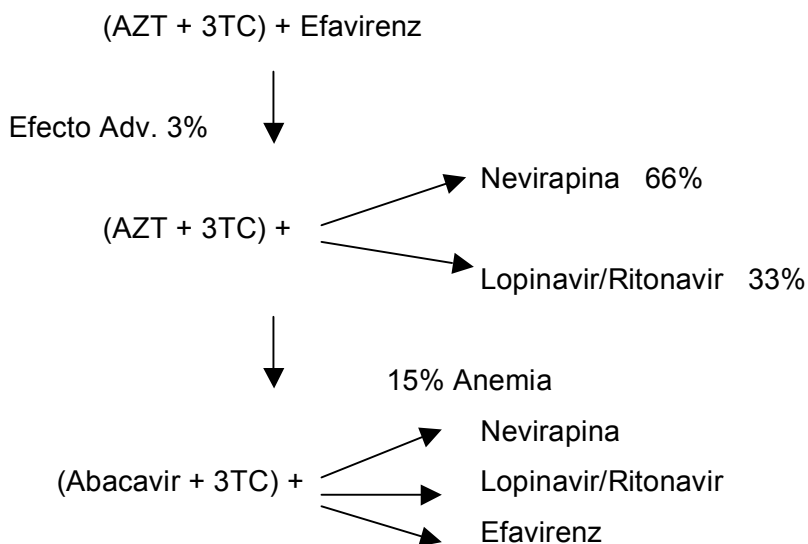 (AZT + 3TC) + Efavirenz
Efecto Adv. 3%
Nevirapina 66%
(AZT + 3TC) +
Lopinavir/Ritonavir 33%
15% Anemia
Nevirapina
(Abacavir + 3TC) + Lopinavir/Ritonavir
Efavirenz